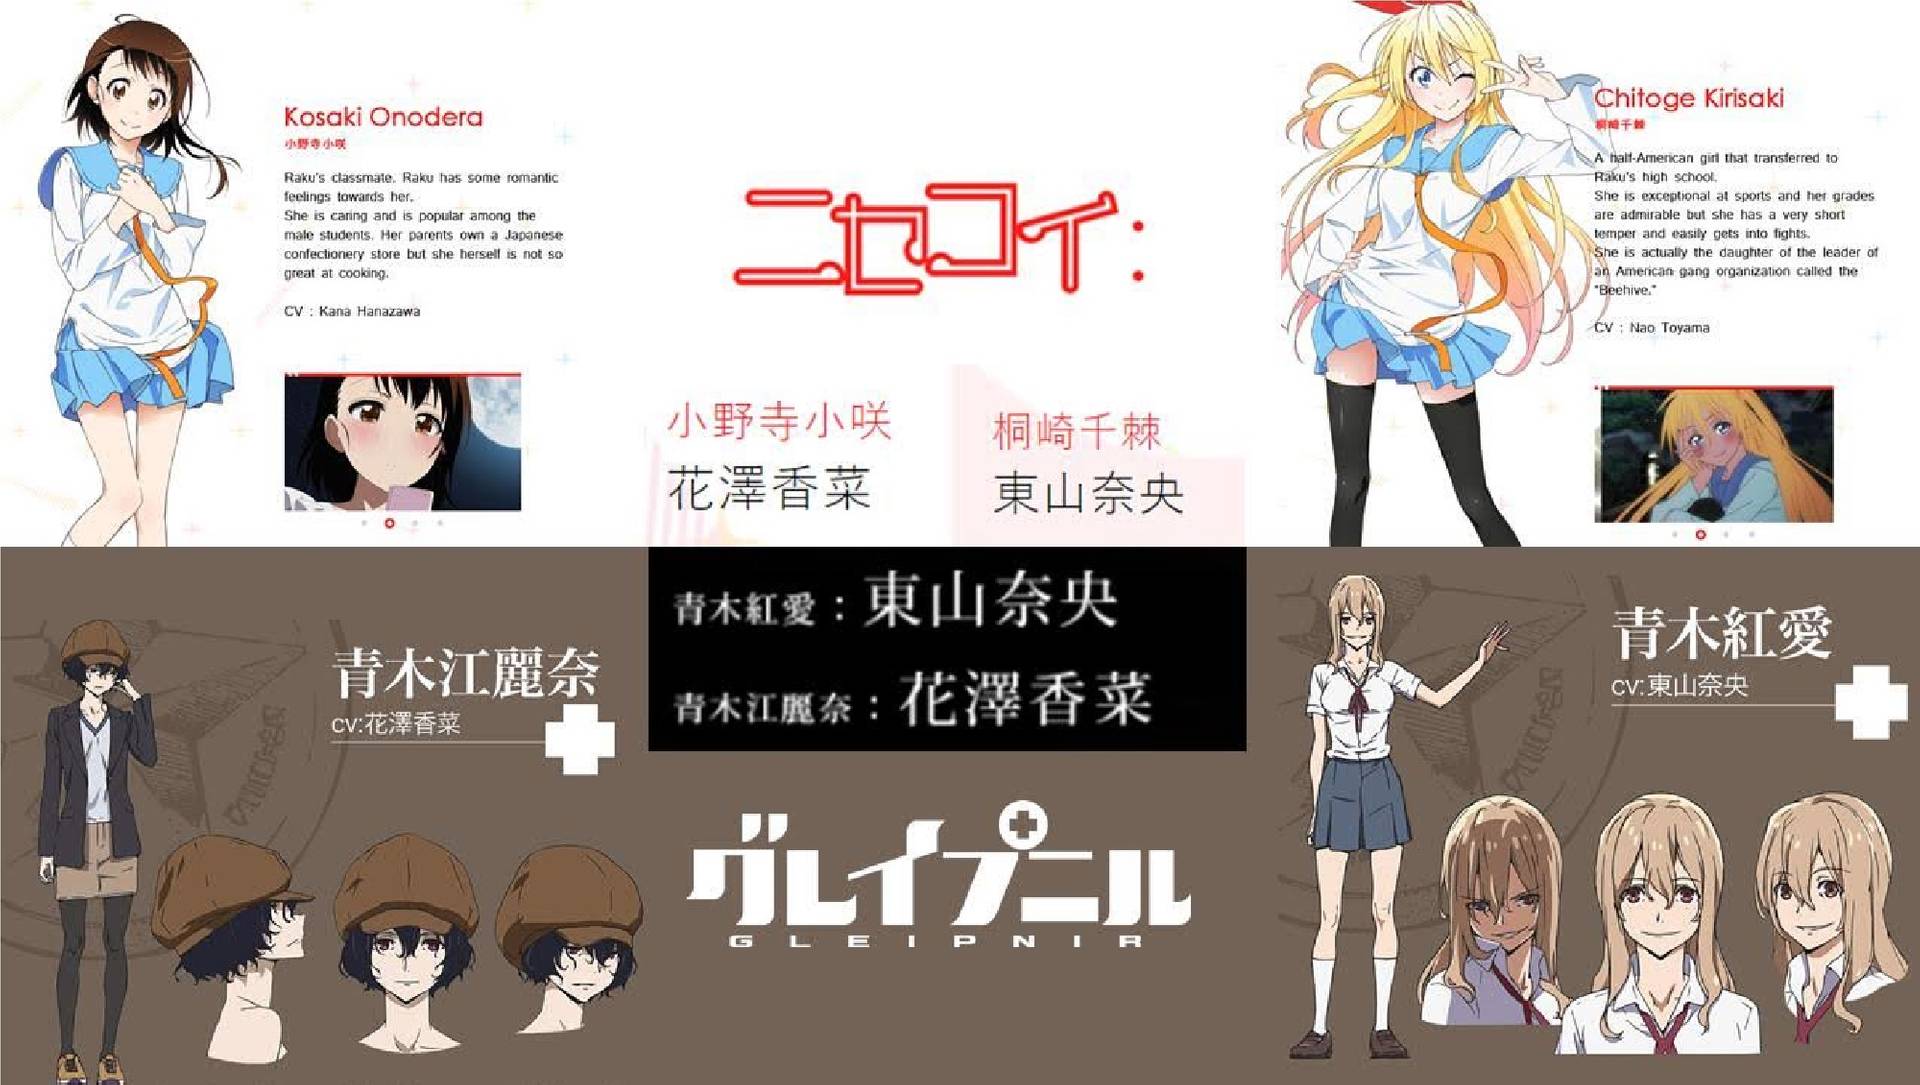 Kosaki Onodera
小野寺小咲
Raku's classmate. Raku has some romantic
feelings towards her.
She is caring and is popular among the
male students. Her parents own a Japanese
confectionery store but she herself is not so
great at cooking.
CV : Kana Hanazawa
ニセコイ:
小野寺小咲
花澤香菜
桐崎千棘
東山奈央
Chitoge Kirisaki
桐崎千棘
A half-American girl that transferred to
Raku's high school.
She is exceptional at sports and her grades
are admirable but she has a very short
temper and easily gets into fights.
She is actually the daughter of the leader of
an American gang organization called the
"Beehive."
CV : Nao Toyama
青木江麗奈
cv:花澤香菜
青木紅愛：東山奈央
青木江麗奈：花澤香菜
グレイプニル
GLEIPNIR
青木紅愛
cv:東山奈央